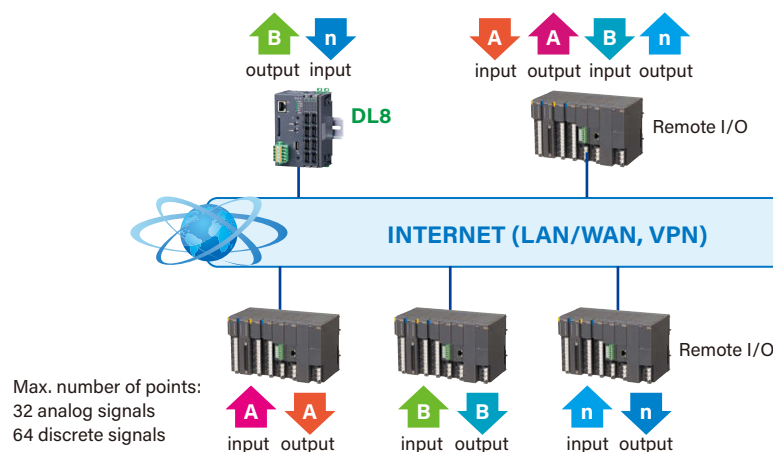 B n A A B n
output input input output input output
DL8
Remote I/O
INTERNET (LAN/WAN, VPN)
Remote I/O
Max. number of points:
32 analog signals
64 discrete signals
A A B B n n
input output input output input output